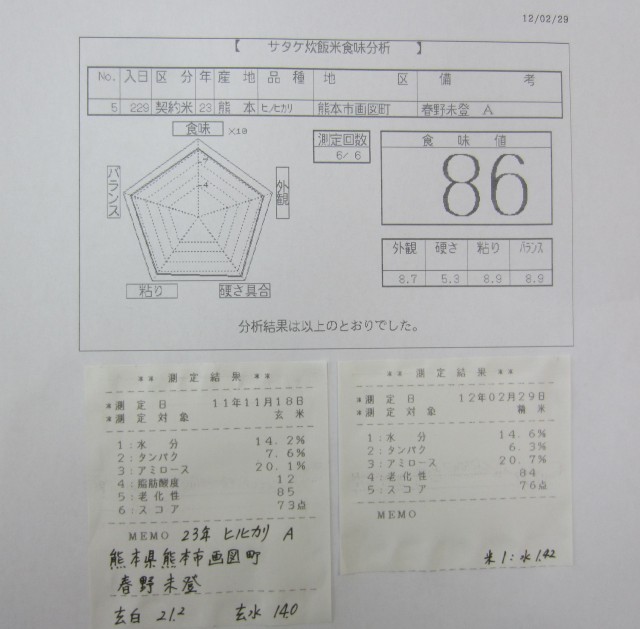 12/02/29
【 サタケ炊飯米食味分析 】
No. 入日 区分 年 産地 品種 地区 備考
5 229 契約米 23 熊本 ヒノヒカリ 熊本市画図町 春野未登 A
食味 ×10
7
4
バランス
外観
粘り
硬さ具合
測定回数
6/ 6
食味値
86
外観 硬さ 粘り バランス
8.7 5.3 8.9 8.9
分析結果は以上のとおりでした。
** 測定結果 **
*測定日 11年11月18日
*測定対象 玄米
1:水分 14.2%
2:タンパク 7.6%
3:アミロース 20.1%
4:脂肪酸度 12
5:老化性 85
6:スコア 73点
MEMO 23年 ヒノヒカリ A
熊本県熊本市画図町
春野未登
玄白 21.2 玄水 14.0
** 測定結果 **
*測定日 12年02月29日
*測定対象 精米
1:水分 14.6%
2:タンパク 6.3%
3:アミロース 20.7%
4:老化性 84
5:スコア 76点
MEMO
米1:水1.42